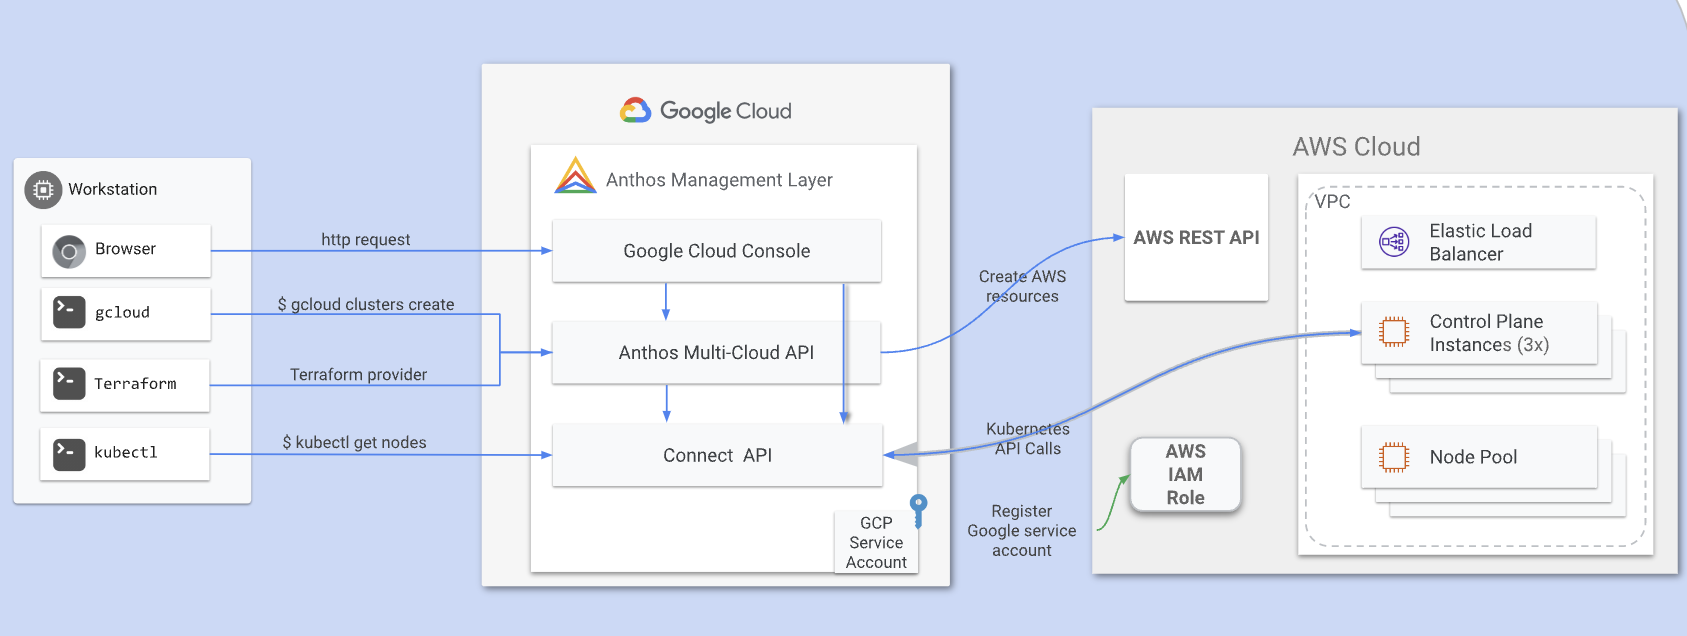 Workstation
Browser
gcloud
Terraform
kubectl
http request
$ gcloud clusters create
Terraform provider
$ kubectl get nodes
Google Cloud
Anthos Management Layer
Google Cloud Console
Anthos Multi-Cloud API
Connect API
GCP
Service
Account
Create AWS
resources
Kubernetes
API Calls
Register
Google service
account
AWS Cloud
AWS REST API
AWS
IAM
Role
VPC
Elastic Load
Balancer
Control Plane
Instances (3x)
Node Pool